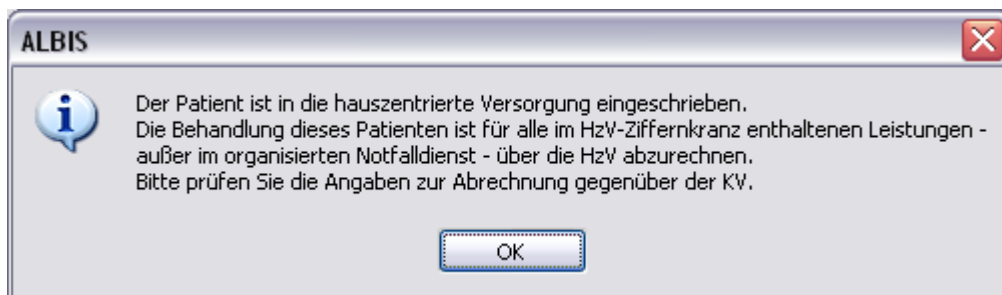 ALBIS
Der Patient ist in die hauszentrierte Versorgung eingeschrieben.
Die Behandlung dieses Patienten ist für alle im HzV-Ziffernkranz enthaltenen Leistungen -
außer im organisierten Notfalldienst - über die HzV abzurechnen.
Bitte prüfen Sie die Angaben zur Abrechnung gegenüber der KV.
OK